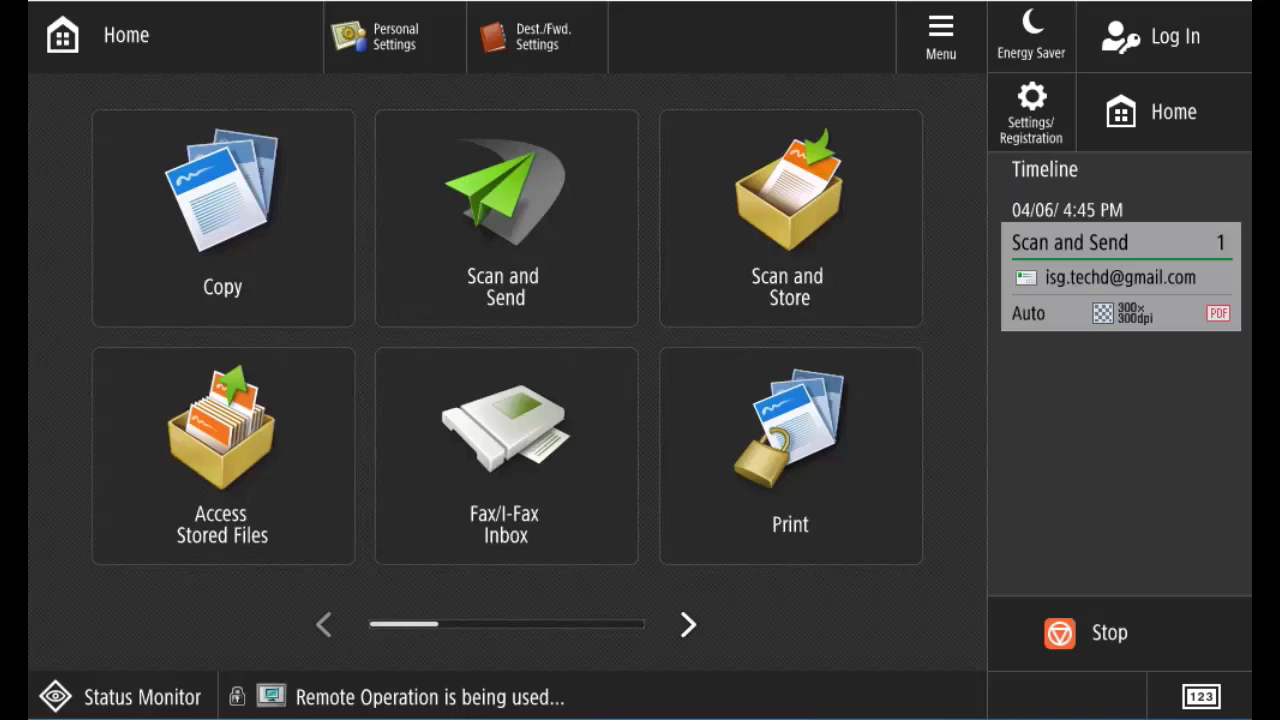 Home
Personal
Settings
Dest./Fwd.
Settings
Menu
Energy Saver
Log In
Settings/
Registration
Home
Timeline
04/06/ 4:45 PM
Scan and Send 1
isg.techd@gmail.com
Auto 300×
300dpi PDF
Copy
Scan and
Send
Scan and
Store
Access
Stored Files
Fax/I-Fax
Inbox
Print
Stop
Status Monitor
Remote Operation is being used...
123